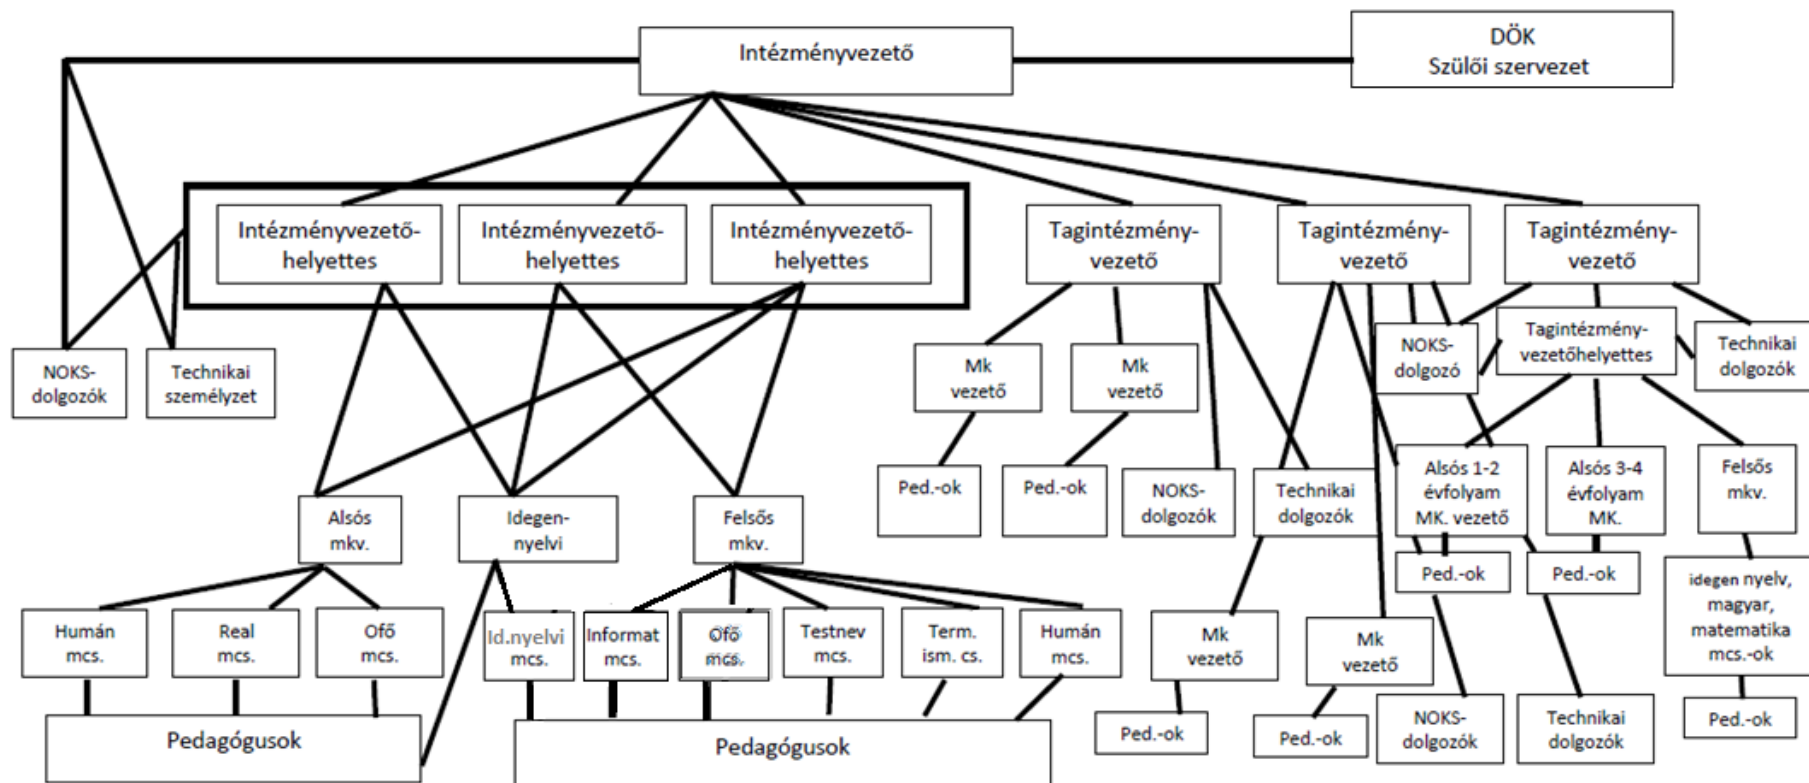 Intézményvezető
DÖK
Szülői szervezet
Intézményvezető-
helyettes
Intézményvezető-
helyettes
Intézményvezető-
helyettes
Tagintézmény-
vezető
Tagintézmény-
vezető
Tagintézmény-
vezető
NOKS-
dolgozók
Technikai
személyzet
Mk
vezető
Mk
vezető
NOKS-
dolgozó
Tagintézmény-
vezetőhelyettes
Technikai
dolgozók
Ped.-ok
Ped.-ok
NOKS-
dolgozók
Technikai
dolgozók
Alsós 1-2
évfolyam
MK. vezető
Alsós 3-4
évfolyam
MK.
Felsős
mkv.
Alsós
mkv.
Idegen-
nyelvi
Felsős
mkv.
Ped.-ok
Ped.-ok
idegen nyelv,
magyar,
matematika
mcs.-ok
Humán
mcs.
Real
mcs.
Ofő
mcs.
Id.nyelvi
mcs.
Informat
mcs.
Ofő
mcs.
Testnev
mcs.
Term.
ism. cs.
Humán
mcs.
Mk
vezető
Mk
vezető
Pedagógusok
Pedagógusok
Ped.-ok
Ped.-ok
NOKS-
dolgozók
Technikai
dolgozók
Ped.-ok